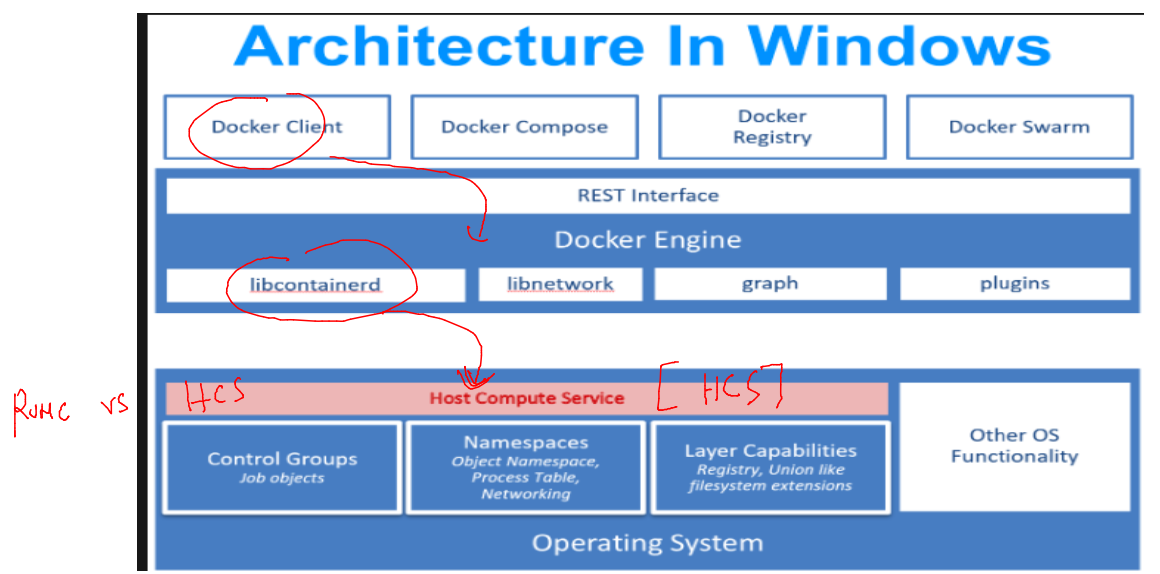 Architecture In Windows
Docker Client
Docker Compose
Docker
Registry
Docker Swarm
REST Interface
Docker Engine
libcontainerd
libnetwork
graph
plugins
RUNC vs HCS
Host Compute Service
[HCS]
Control Groups
Job objects
Namespaces
Object Namespace,
Process Table,
Networking
Layer Capabilities
Registry, Union like
filesystem extensions
Other OS
Functionality
Operating System